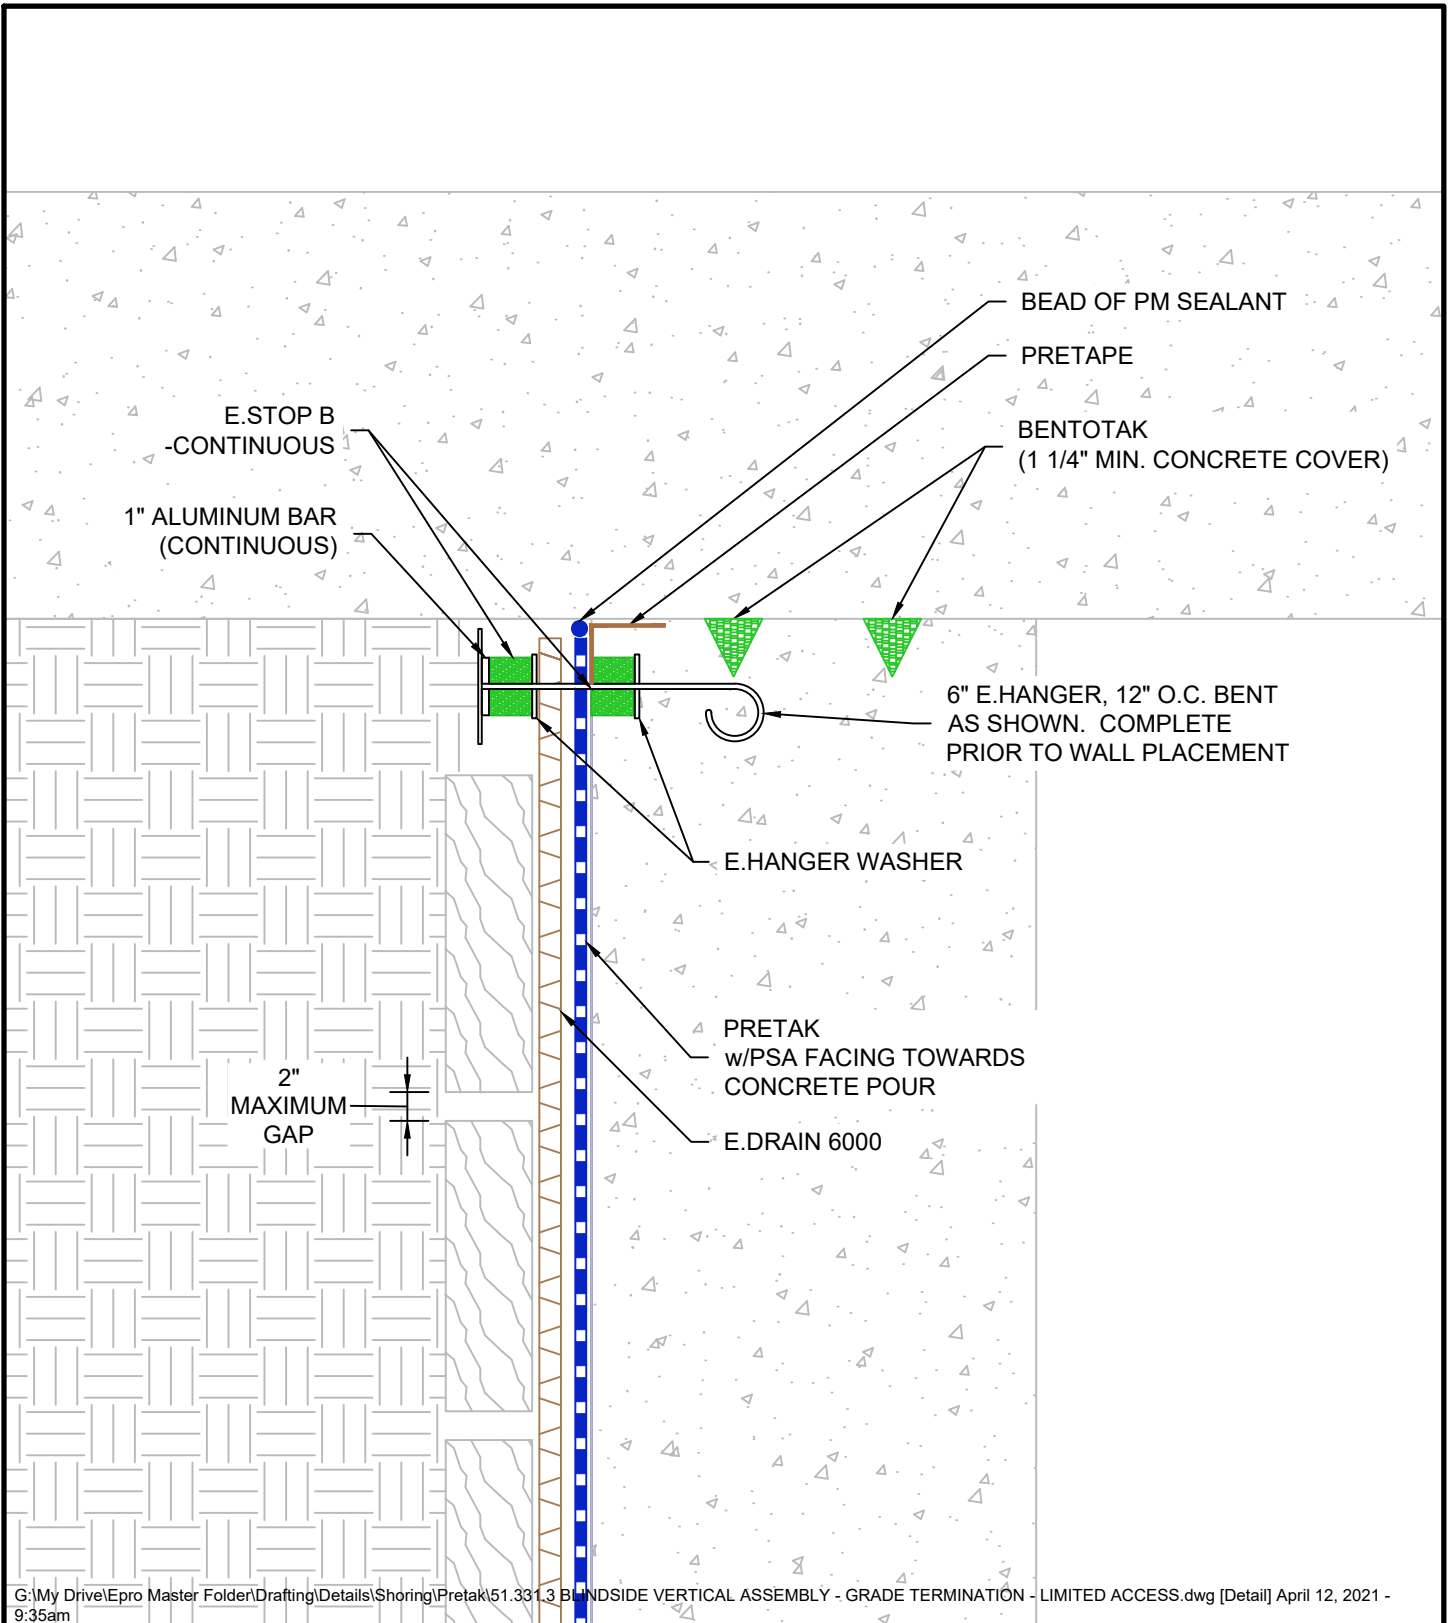 BEAD OF PM SEALANT
PRETAPE
E.STOP B
-CONTINUOUS
BENTOTAK
(1 1/4" MIN. CONCRETE COVER)
1" ALUMINUM BAR
(CONTINUOUS)
6" E.HANGER, 12" O.C. BENT
AS SHOWN. COMPLETE
PRIOR TO WALL PLACEMENT
E.HANGER WASHER
PRETAK
w/PSA FACING TOWARDS
CONCRETE POUR
2"
MAXIMUM
GAP
E.DRAIN 6000
G:\My Drive\Epro Master Folder\Drafting\Details\Shoring\Pretak\51.331.3 BLINDSIDE VERTICAL ASSEMBLY - GRADE TERMINATION - LIMITED ACCESS.dwg [Detail] April 12, 2021 -
9:35am